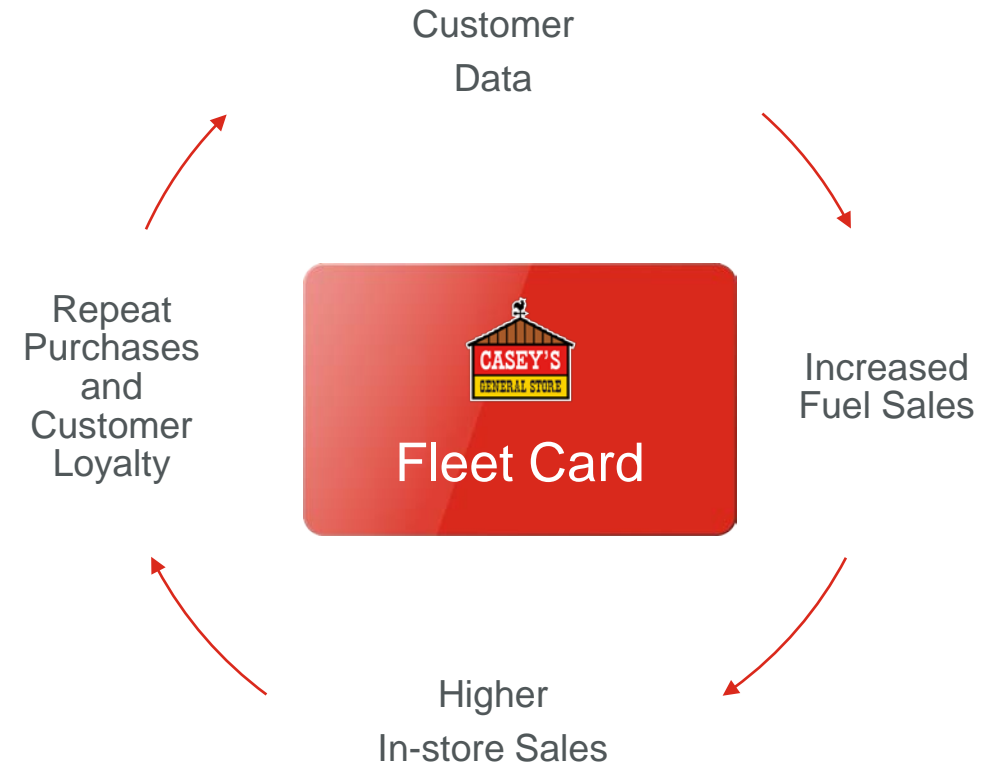 Customer
Data
Repeat
Purchases
and
Customer
Loyalty
CASEY'S
GENERAL STORE
Fleet Card
Increased
Fuel Sales
Higher
In-store Sales